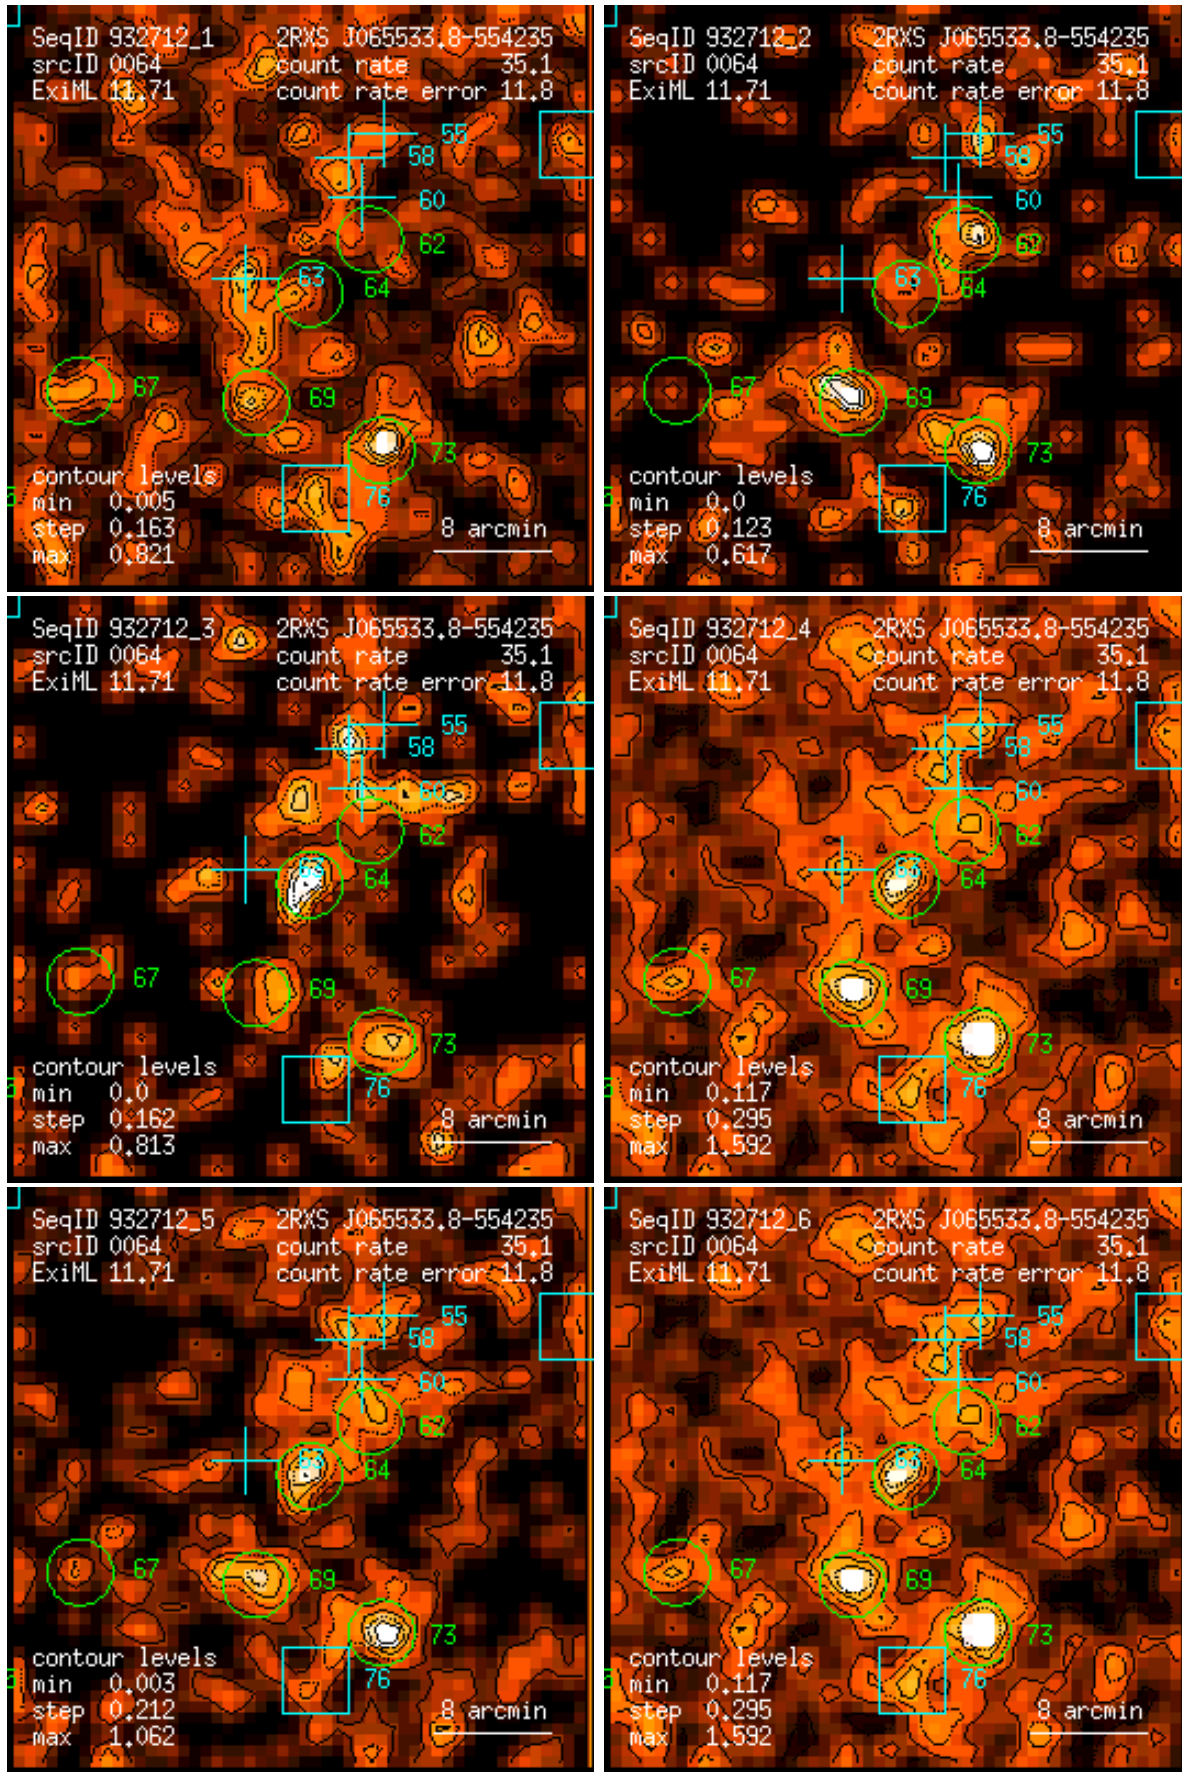 SeqID 932712_1 2RXS J065533.8-554235
srcID 0064 count rate 35.1
ExiML 11.71 count rate error 11.8
55
58
60
62
63
64
67
69
73
contour levels
min 0.005
76
step 0.163
8 arcmin
max 0.821
SeqID 932712_2 2RXS J065533.8-554235
srcID 0064 count rate 35.1
ExiML 11.71 count rate error 11.8
55
58
60
62
63
64
67
69
73
contour levels
min 0.0
76
step 0.123
8 arcmin
max 0.617
SeqID 932712_3 2RXS J065533.8-554235
srcID 0064 count rate 35.1
ExiML 11.71 count rate error 11.8
55
58
60
62
63
64
67
69
73
contour levels
min 0.0
76
step 0.162
8 arcmin
max 0.813
SeqID 932712_4 2RXS J065533.8-554235
srcID 0064 count rate 35.1
ExiML 11.71 count rate error 11.8
55
58
60
62
63
64
67
69
73
contour levels
min 0.117
76
step 0.295
8 arcmin
max 1.592
SeqID 932712_5 2RXS J065533.8-554235
srcID 0064 count rate 35.1
ExiML 11.71 count rate error 11.8
55
58
60
62
63
64
67
69
73
contour levels
min 0.003
76
step 0.212
8 arcmin
max 1.062
SeqID 932712_6 2RXS J065533.8-554235
srcID 0064 count rate 35.1
ExiML 11.71 count rate error 11.8
55
58
60
62
63
64
67
69
73
contour levels
min 0.117
76
step 0.295
8 arcmin
max 1.592